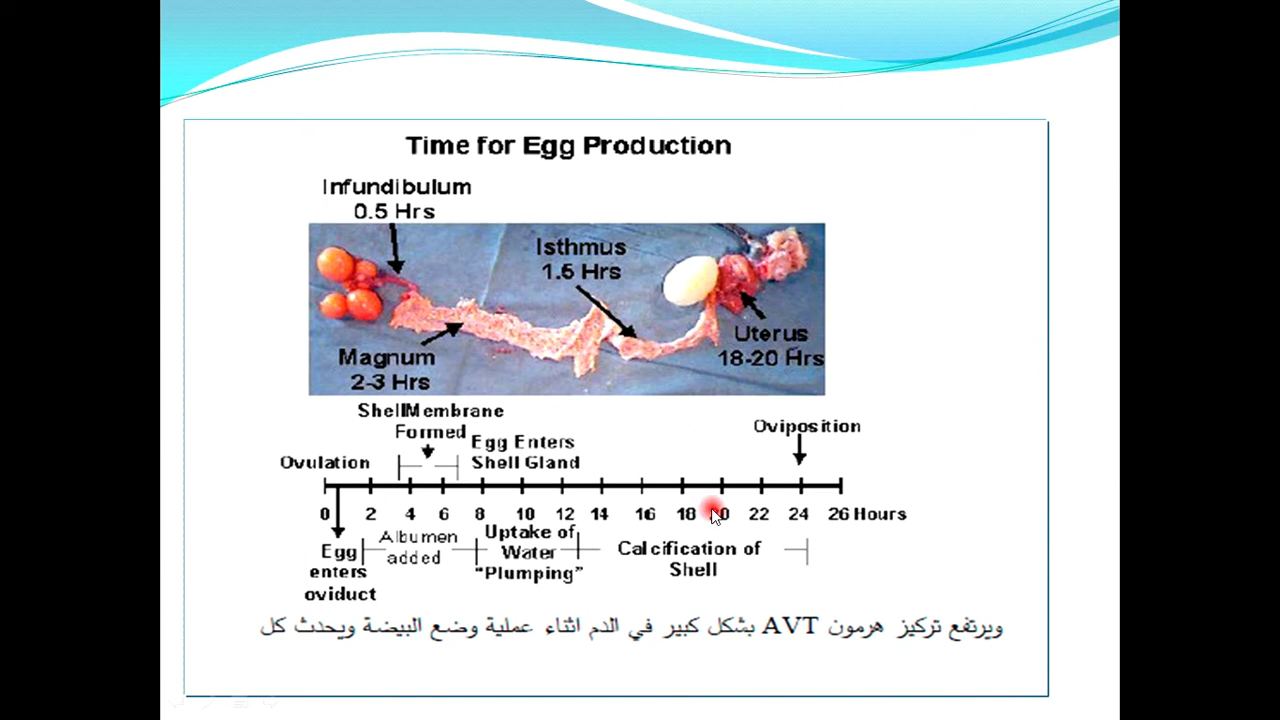 Time for Egg Production
Infundibulum
0.5 Hrs
Isthmus
1.5 Hrs
Uterus
18-20 Hrs
Magnum
2-3 Hrs
Shell Membrane
Formed
Egg Enters
Shell Gland
Oviposition
Ovulation
0 2 4 6 8 10 12 14 16 18 20 22 24 26 Hours
Egg
enters
oviduct
Albumen
added
Uptake of
Water
"Plumping"
Calcification of
Shell
ويرتفع تركيز هرمون AVT بشكل كبير في الدم اثناء عملية وضع البيضة ويحدث كل